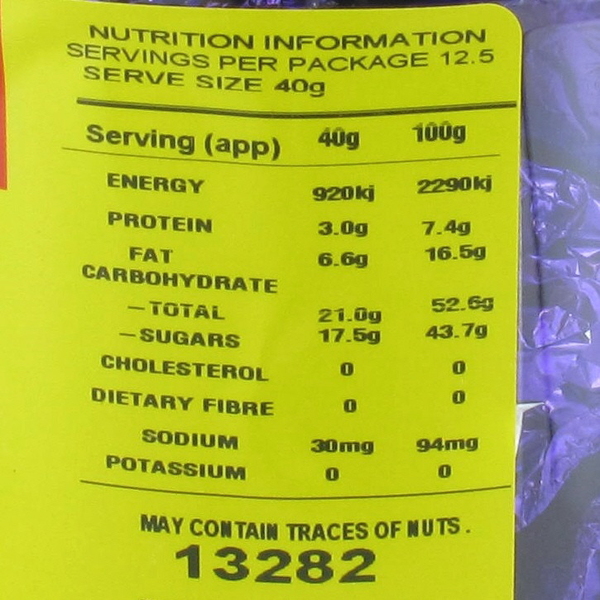 NUTRITION INFORMATION
SERVINGS PER PACKAGE 12.5
SERVE SIZE 40g
Serving (app) 40g 100g
ENERGY 920kj 2290kj
PROTEIN 3.0g 7.4g
FAT 6.6g 16.5g
CARBOHYDRATE
—TOTAL 21.0g 52.6g
—SUGARS 17.5g 43.7g
CHOLESTEROL 0 0
DIETARY FIBRE 0 0
SODIUM 30mg 94mg
POTASSIUM 0 0
MAY CONTAIN TRACES OF NUTS.
13282